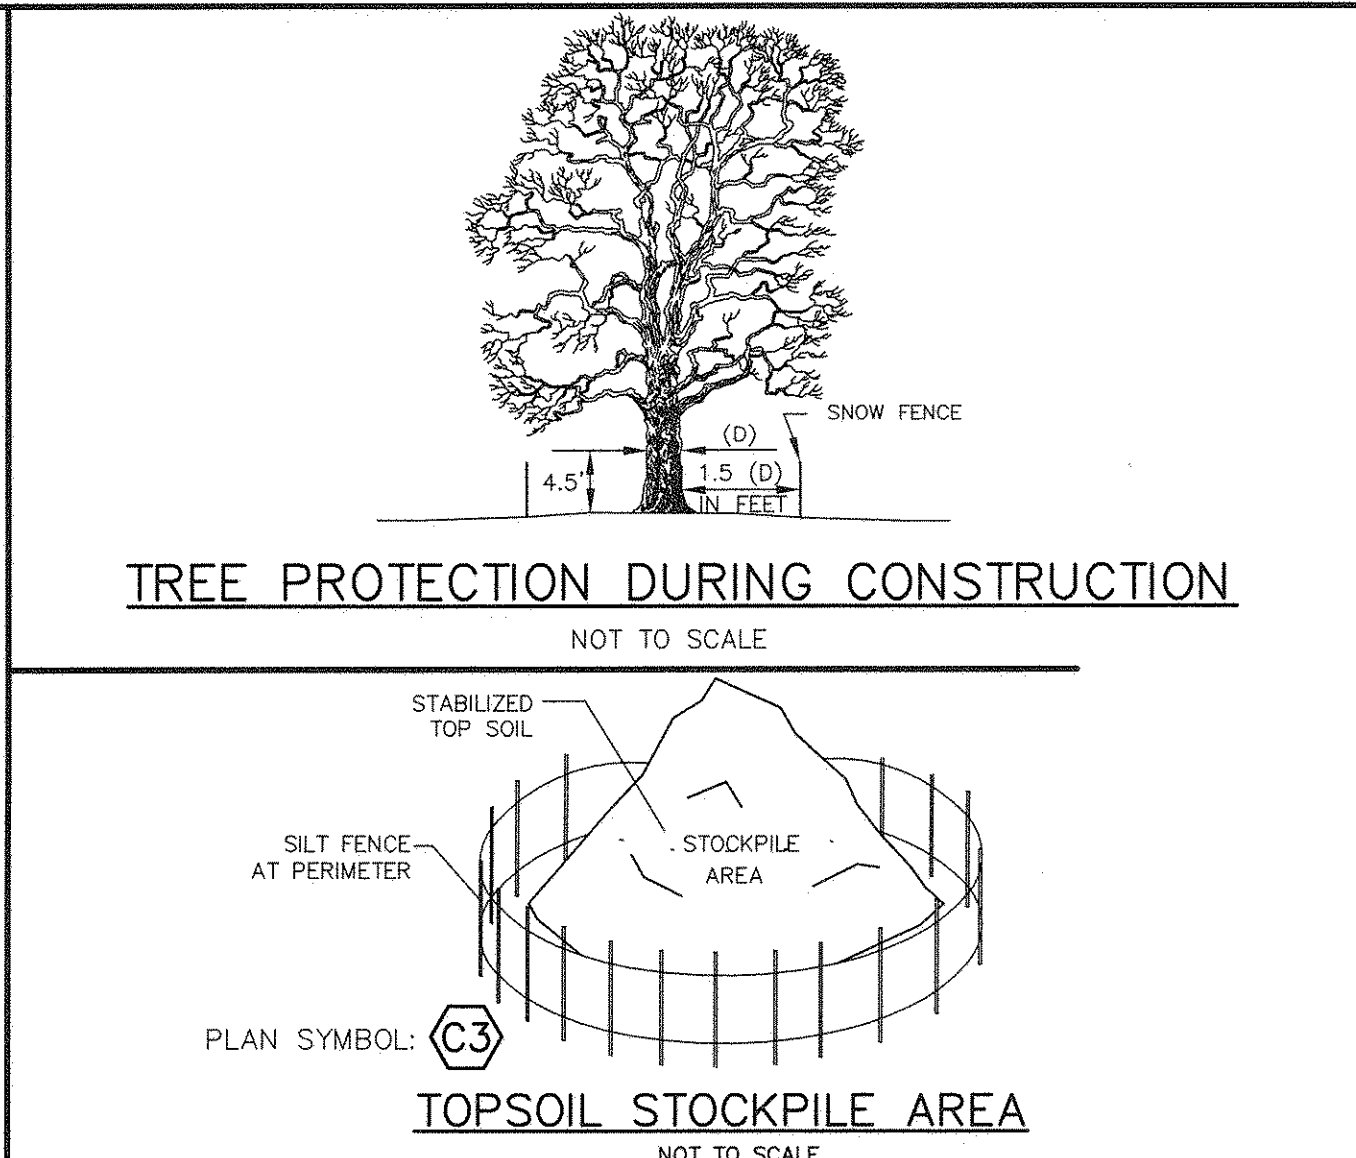 SNOW FENCE
(D)
4.5'
1.5 (D)
IN FEET
TREE PROTECTION DURING CONSTRUCTION
NOT TO SCALE
STABILIZED
TOP SOIL
SILT FENCE
AT PERIMETER
STOCKPILE
AREA
PLAN SYMBOL: C3
TOPSOIL STOCKPILE AREA
NOT TO SCALE